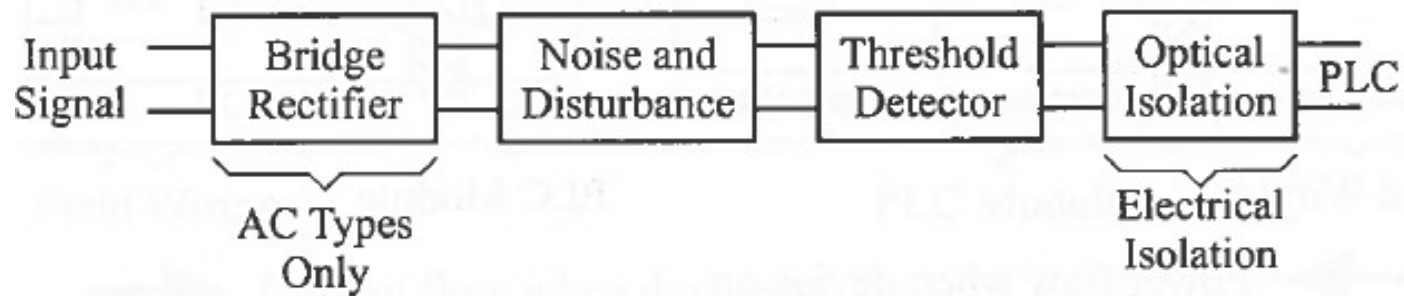 Input
Signal
Bridge
Rectifier
Noise and
Disturbance
Threshold
Detector
Optical
Isolation
PLC
AC Types
Only
Electrical
Isolation